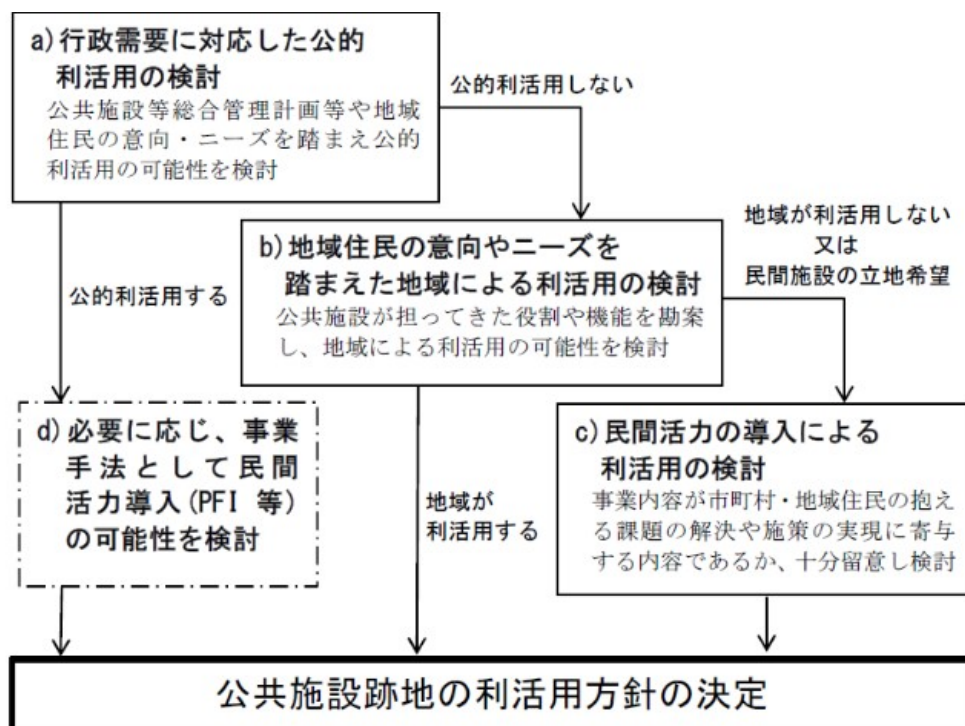 a)行政需要に対応した公的
利活用の検討
公共施設等総合管理計画等や地域
住民の意向・ニーズを踏まえ公的
利活用の可能性を検討
公的利活用しない
公的利活用する
b)地域住民の意向やニーズを
踏まえた地域による利活用の検討
公共施設が担ってきた役割や機能を勘案
し、地域による利活用の可能性を検討
地域が利活用しない
又は
民間施設の立地希望
d)必要に応じ、事業
手法として民間
活力導入(PFI 等)
の可能性を検討
地域が
利活用する
c)民間活力の導入による
利活用の検討
事業内容が市町村・地域住民の抱え
る課題の解決や施策の実現に寄与
する内容であるか、十分留意し検討
公共施設跡地の利活用方針の決定